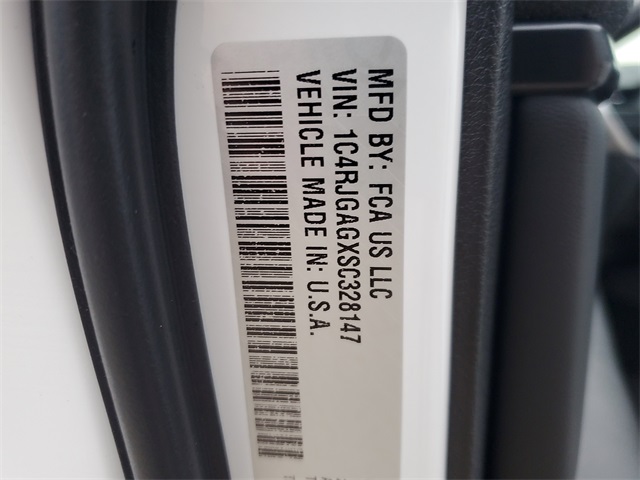 MFD BY: FCA US LLC
VIN: 1C4RJGAGXSC328147
VEHICLE MADE IN: U.S.A.